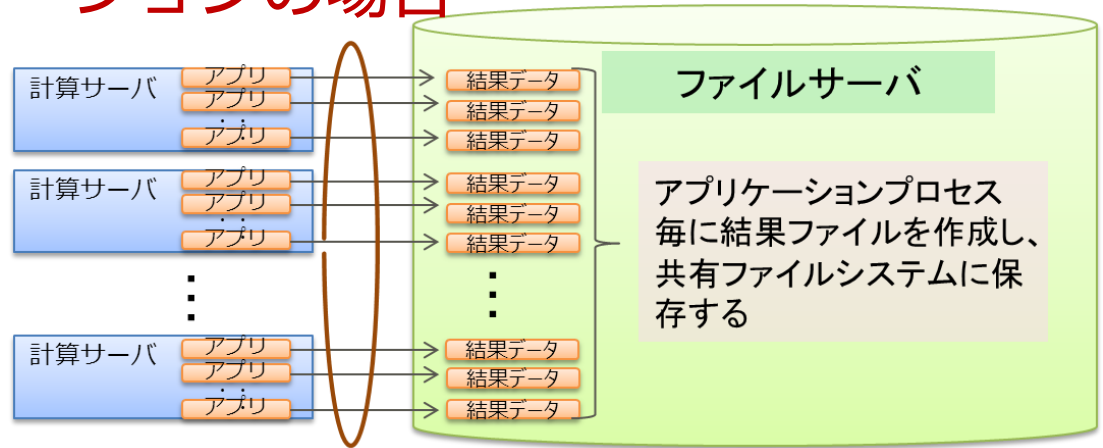 ションの場合
ファイルサーバ
計算サーバ
アプリ
アプリ
アプリ
結果データ
結果データ
結果データ
計算サーバ
アプリ
アプリ
アプリ
結果データ
結果データ
結果データ
アプリケーションプロセス
毎に結果ファイルを作成し、
共有ファイルシステムに保
存する
計算サーバ
アプリ
アプリ
アプリ
結果データ
結果データ
結果データ